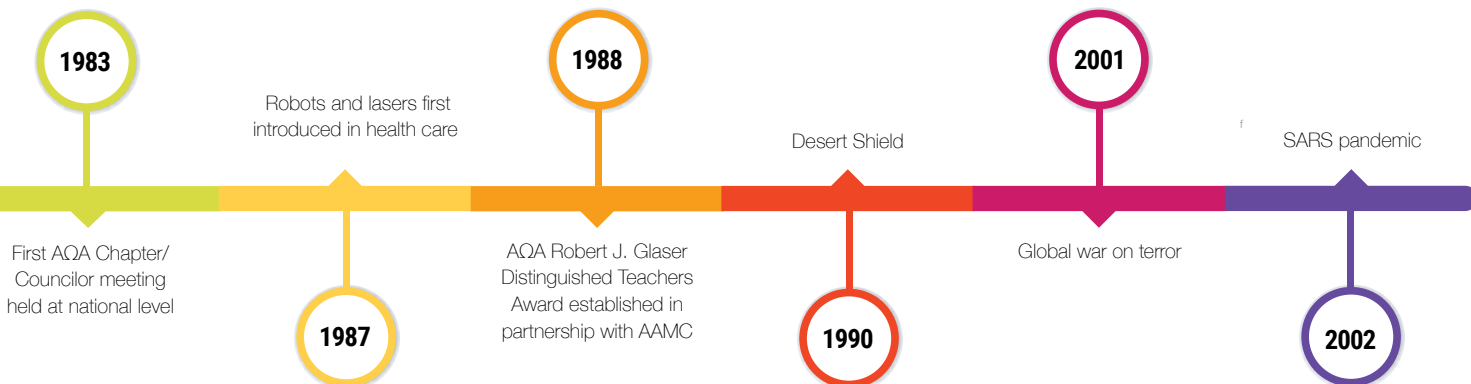 1983
First AΩA Chapter/
Councilor meeting
held at national level
Robots and lasers first
introduced in health care
1987
1988
AΩA Robert J. Glaser
Distinguished Teachers
Award established in
partnership with AAMC
Desert Shield
1990
2001
Global war on terror
f
SARS pandemic
2002